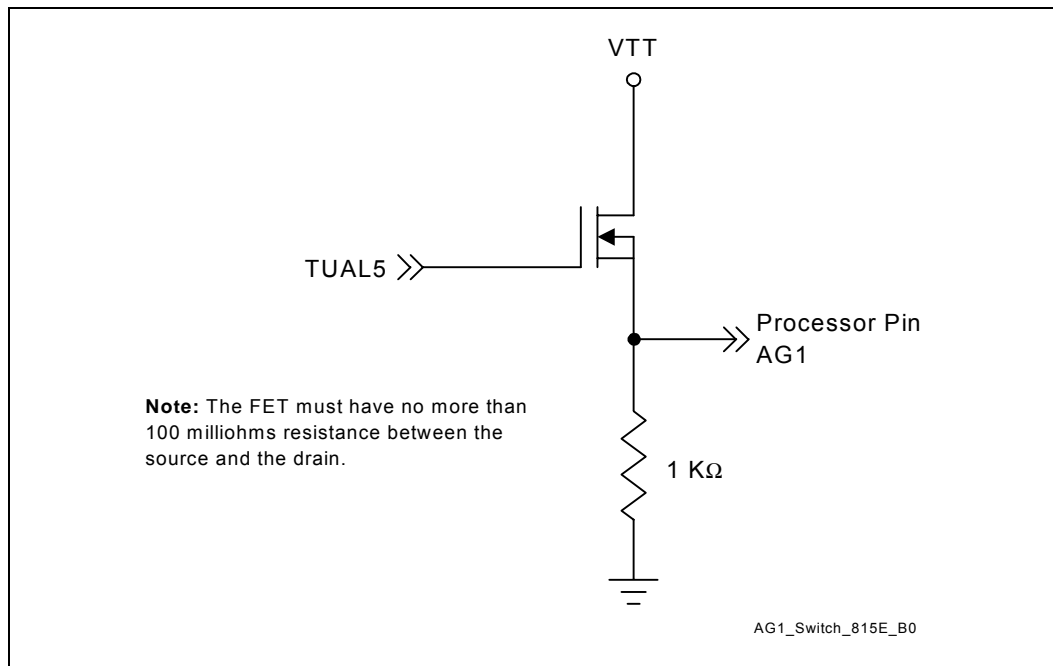 VTT
TUAL5
Processor Pin
AG1
Note: The FET must have no more than
100 milliohms resistance between the
source and the drain.
1 KΩ
AG1_Switch_815E_B0